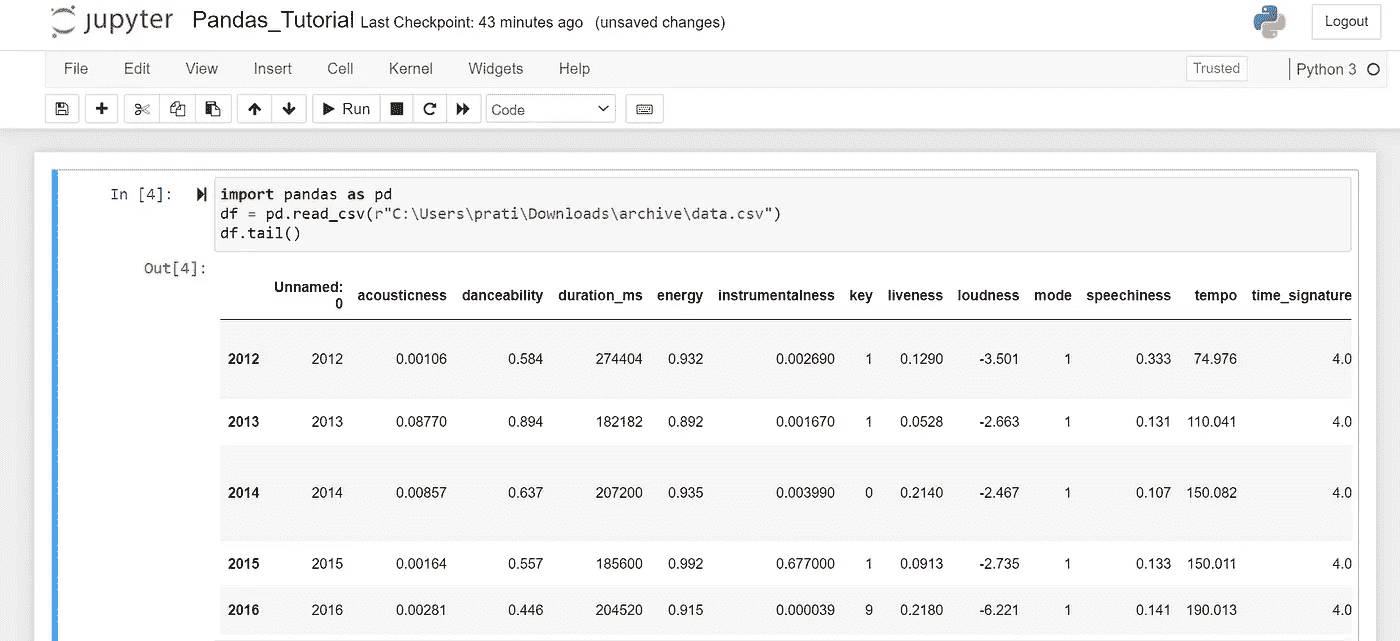 jupyter Pandas_Tutorial Last Checkpoint: 43 minutes ago (unsaved changes) Logout
File Edit View Insert Cell Kernel Widgets Help Trusted Python 3
Run Code
In [4]: import pandas as pd
df = pd.read_csv(r"C:\Users\prati\Downloads\archive\data.csv")
df.tail()
Out[4]:
Unnamed: 0 acousticness danceability duration_ms energy instrumentalness key liveness loudness mode speechiness tempo time_signature
2012 2012 0.00106 0.584 274404 0.932 0.002690 1 0.1290 -3.501 1 0.333 74.976 4.0
2013 2013 0.08770 0.894 182182 0.892 0.001670 1 0.0528 -2.663 1 0.131 110.041 4.0
2014 2014 0.00857 0.637 207200 0.935 0.003990 0 0.2140 -2.467 1 0.107 150.082 4.0
2015 2015 0.00164 0.557 185600 0.992 0.677000 1 0.0913 -2.735 1 0.133 150.011 4.0
2016 2016 0.00281 0.446 204520 0.915 0.000039 9 0.2180 -6.221 1 0.141 190.013 4.0